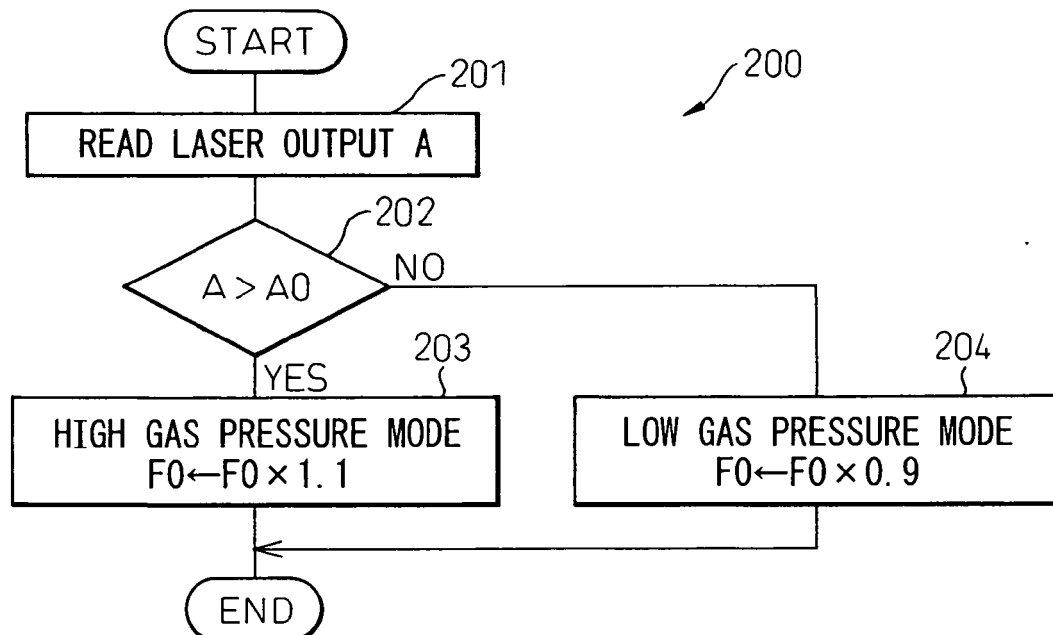 START
201
200
READ LASER OUTPUT A
202
A > A0
NO
YES
203
204
HIGH GAS PRESSURE MODE
F0←F0×1.1
LOW GAS PRESSURE MODE
F0←F0×0.9
END